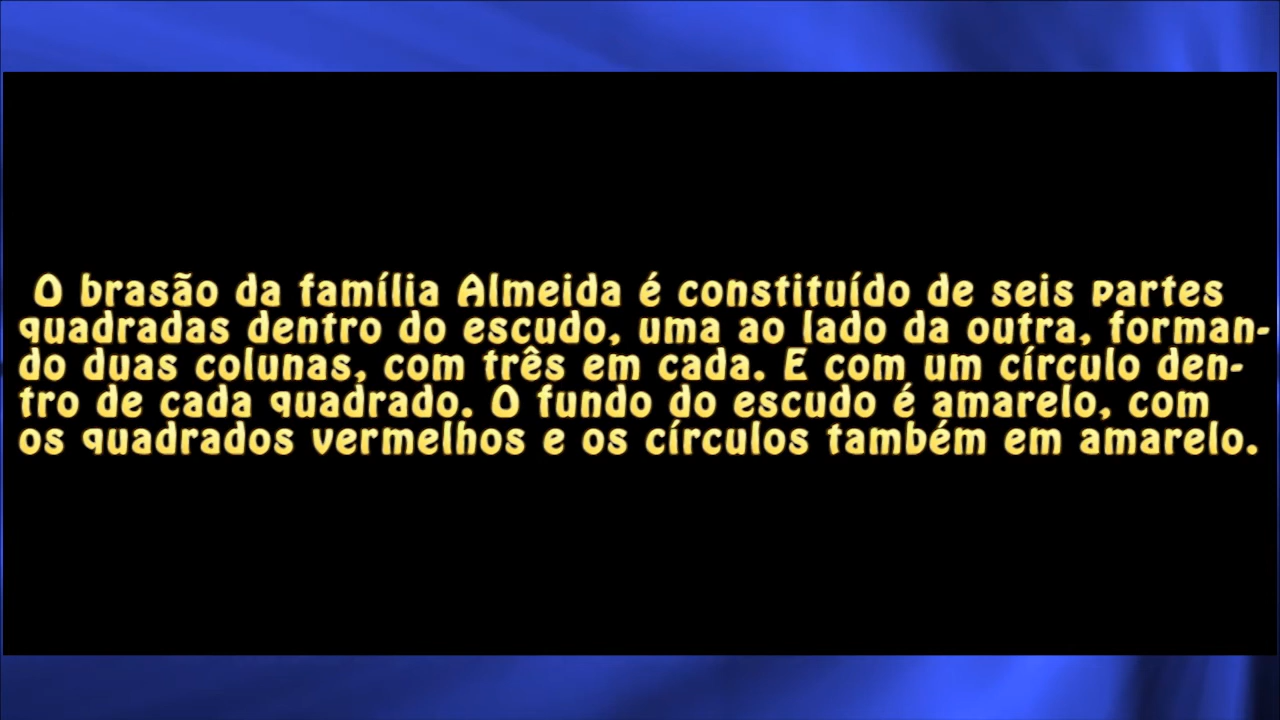 O brasão da família Almeida é constituído de seis partes
quadradas dentro do escudo, uma ao lado da outra, forman-
do duas colunas, com três em cada. E com um círculo den-
tro de cada quadrado. O fundo do escudo é amarelo, com
os quadrados vermelhos e os círculos também em amarelo.